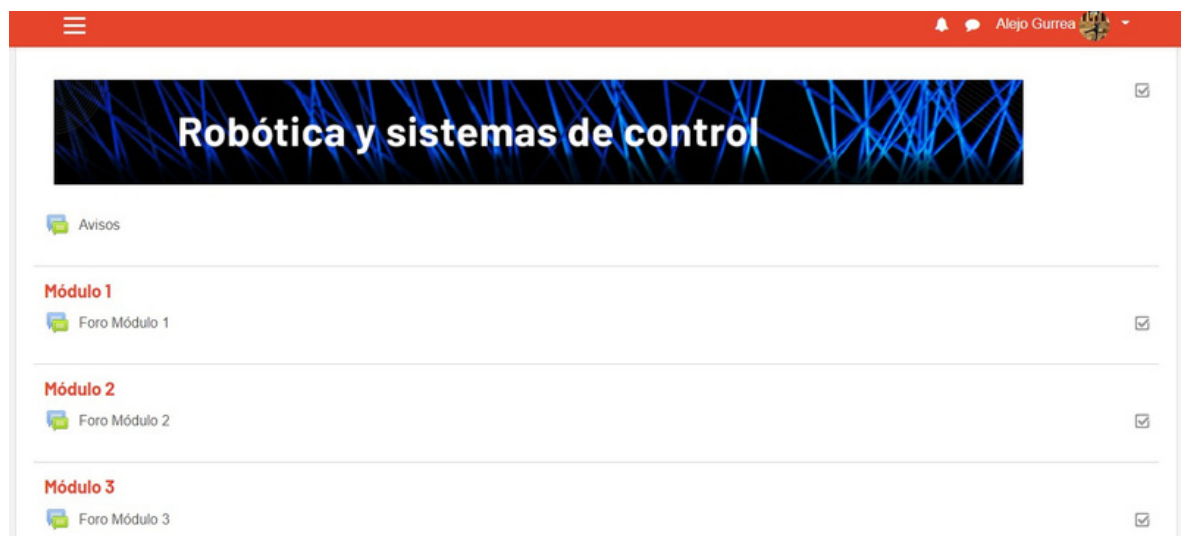 Alejo Gurrea
Robótica y sistemas de control
Avisos
Módulo 1
Foro Módulo 1
Módulo 2
Foro Módulo 2
Módulo 3
Foro Módulo 3